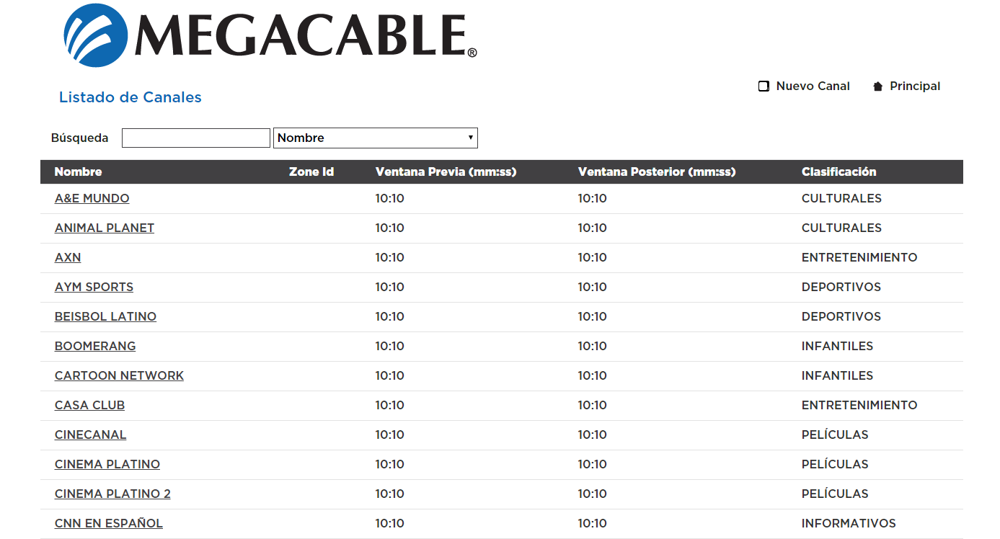 MEGACABLE®
Nuevo Canal Principal
Listado de Canales
Búsqueda Nombre
Nombre Zone Id Ventana Previa (mm:ss) Ventana Posterior (mm:ss) Clasificación
A&E MUNDO 10:10 10:10 CULTURALES
ANIMAL PLANET 10:10 10:10 CULTURALES
AXN 10:10 10:10 ENTRETENIMIENTO
AYM SPORTS 10:10 10:10 DEPORTIVOS
BEISBOL LATINO 10:10 10:10 DEPORTIVOS
BOOMERANG 10:10 10:10 INFANTILES
CARTOON NETWORK 10:10 10:10 INFANTILES
CASA CLUB 10:10 10:10 ENTRETENIMIENTO
CINECANAL 10:10 10:10 PELÍCULAS
CINEMA PLATINO 10:10 10:10 PELÍCULAS
CINEMA PLATINO 2 10:10 10:10 PELÍCULAS
CNN EN ESPAÑOL 10:10 10:10 INFORMATIVOS